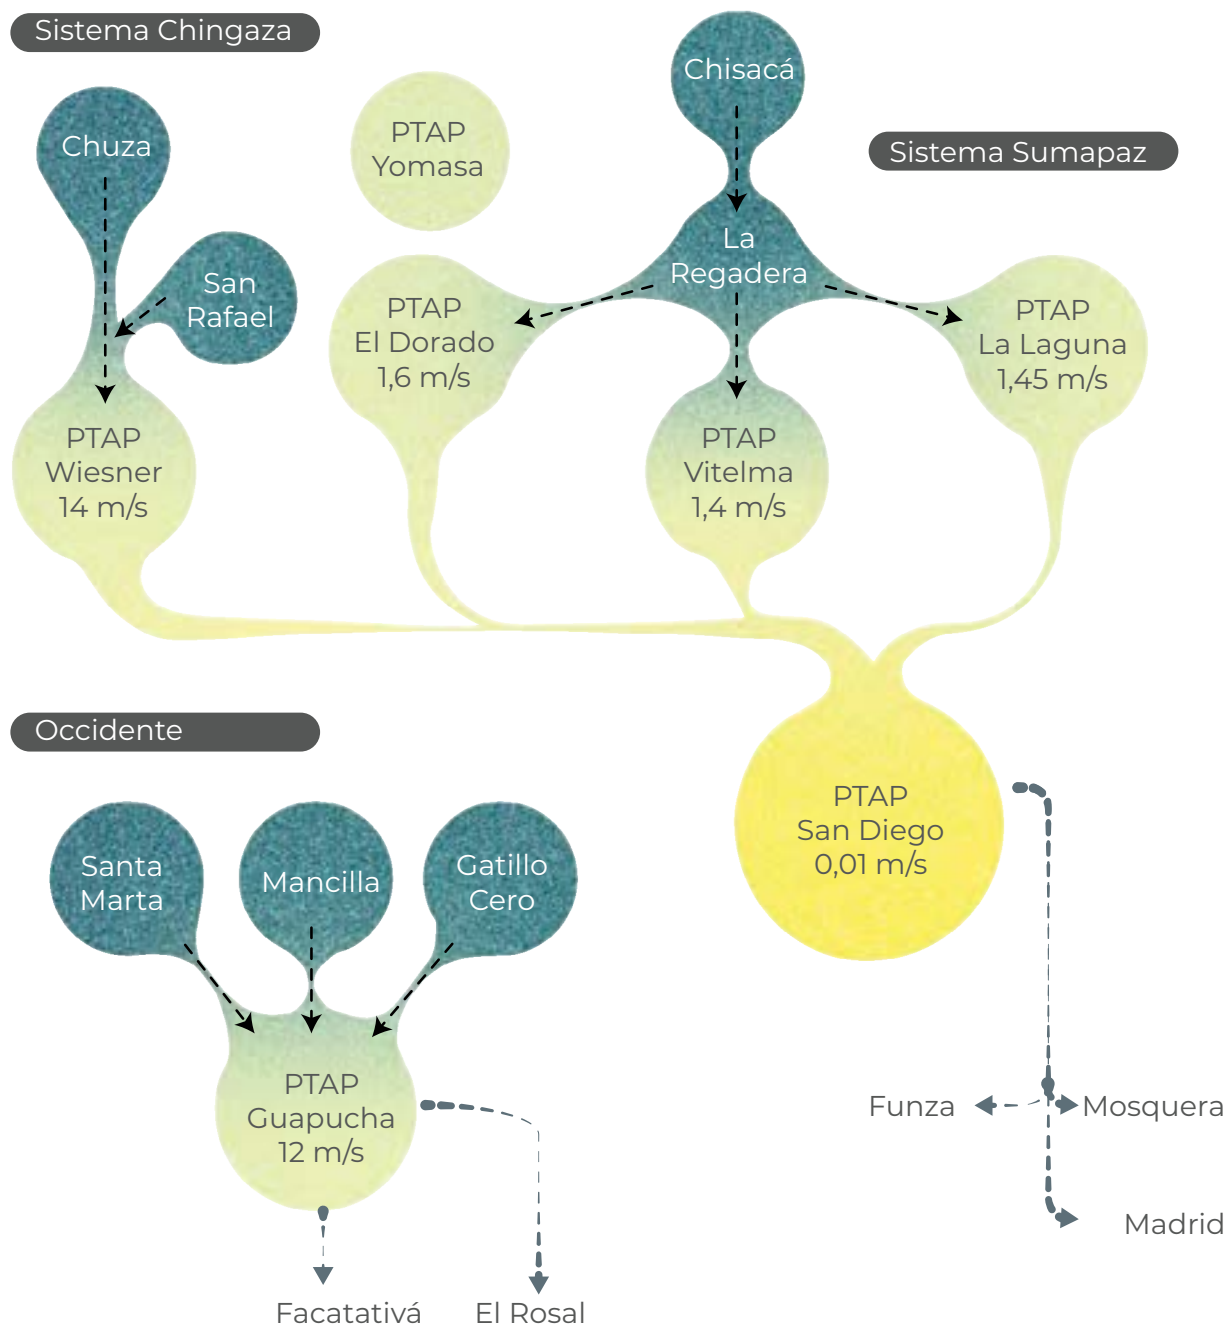 Sistema Chingaza
Chisacá
Chuza
PTAP
Yomasa
Sistema Sumapaz
La
Regadera
San
Rafael
PTAP
El Dorado
1,6 m/s
PTAP
La Laguna
1,45 m/s
PTAP
Wiesner
14 m/s
PTAP
Vitelma
1,4 m/s
Occidente
PTAP
San Diego
0,01 m/s
Santa
Marta
Mancilla
Gatillo
Cero
PTAP
Guapucha
12 m/s
Funza
Mosquera
Madrid
Facatativá
El Rosal